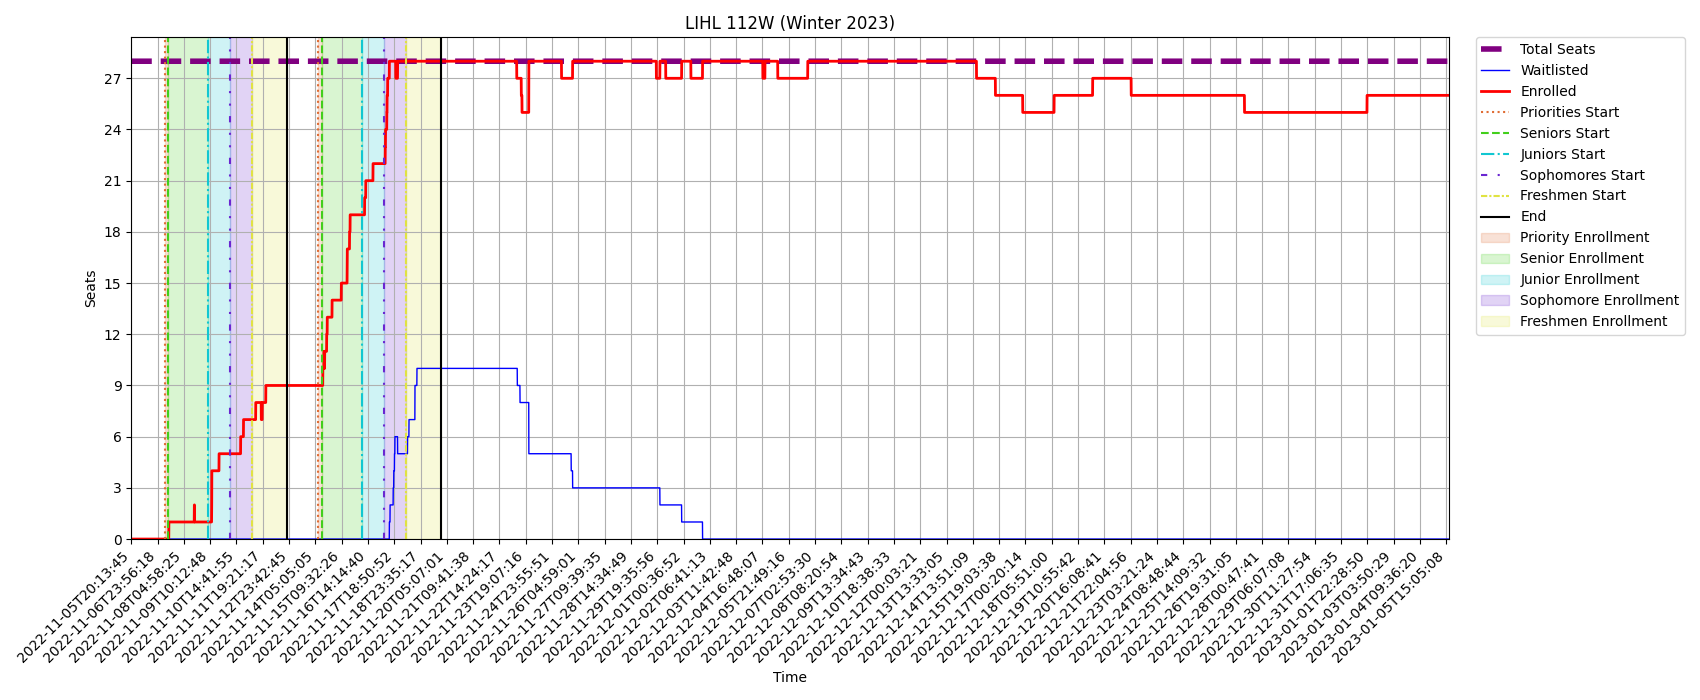 LIHL 112W (Winter 2023)
Seats
27
24
21
18
15
12
9
6
3
0
2022-11-05T20:13:45
2022-11-06T23:56:18
2022-11-08T04:58:25
2022-11-09T10:12:48
2022-11-10T14:41:55
2022-11-11T19:21:17
2022-11-12T23:42:45
2022-11-14T05:05:05
2022-11-15T09:32:26
2022-11-16T14:14:40
2022-11-17T18:50:52
2022-11-18T23:35:17
2022-11-20T05:07:01
2022-11-21T09:41:38
2022-11-22T14:24:17
2022-11-23T19:07:16
2022-11-24T23:55:51
2022-11-26T04:59:01
2022-11-27T09:39:35
2022-11-28T14:34:49
2022-11-29T19:35:56
2022-12-01T00:36:52
2022-12-02T06:41:13
2022-12-03T11:42:48
2022-12-04T16:48:07
2022-12-05T21:49:16
2022-12-07T02:53:30
2022-12-08T08:20:54
2022-12-09T13:34:43
2022-12-10T18:38:33
2022-12-12T00:03:21
2022-12-13T13:33:05
2022-12-14T13:51:09
2022-12-15T19:03:38
2022-12-17T00:20:14
2022-12-18T05:51:00
2022-12-19T10:55:42
2022-12-20T16:08:41
2022-12-21T22:04:56
2022-12-23T03:21:24
2022-12-24T08:48:44
2022-12-25T14:09:32
2022-12-26T19:31:05
2022-12-28T00:47:41
2022-12-29T06:07:08
2022-12-30T11:27:54
2022-12-31T17:06:35
2023-01-01T22:28:50
2023-01-03T03:50:29
2023-01-04T09:36:20
2023-01-05T15:05:08
Time
Total Seats
Waitlisted
Enrolled
Priorities Start
Seniors Start
Juniors Start
Sophomores Start
Freshmen Start
End
Priority Enrollment
Senior Enrollment
Junior Enrollment
Sophomore Enrollment
Freshmen Enrollment